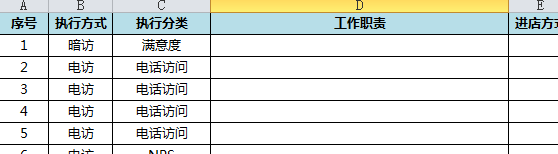 A B C D E
序号 执行方式 执行分类 工作职责 进店方式
1 暗访 满意度
2 电访 电话访问
3 电访 电话访问
4 电访 电话访问
5 电访 电话访问
6 电访 NPS